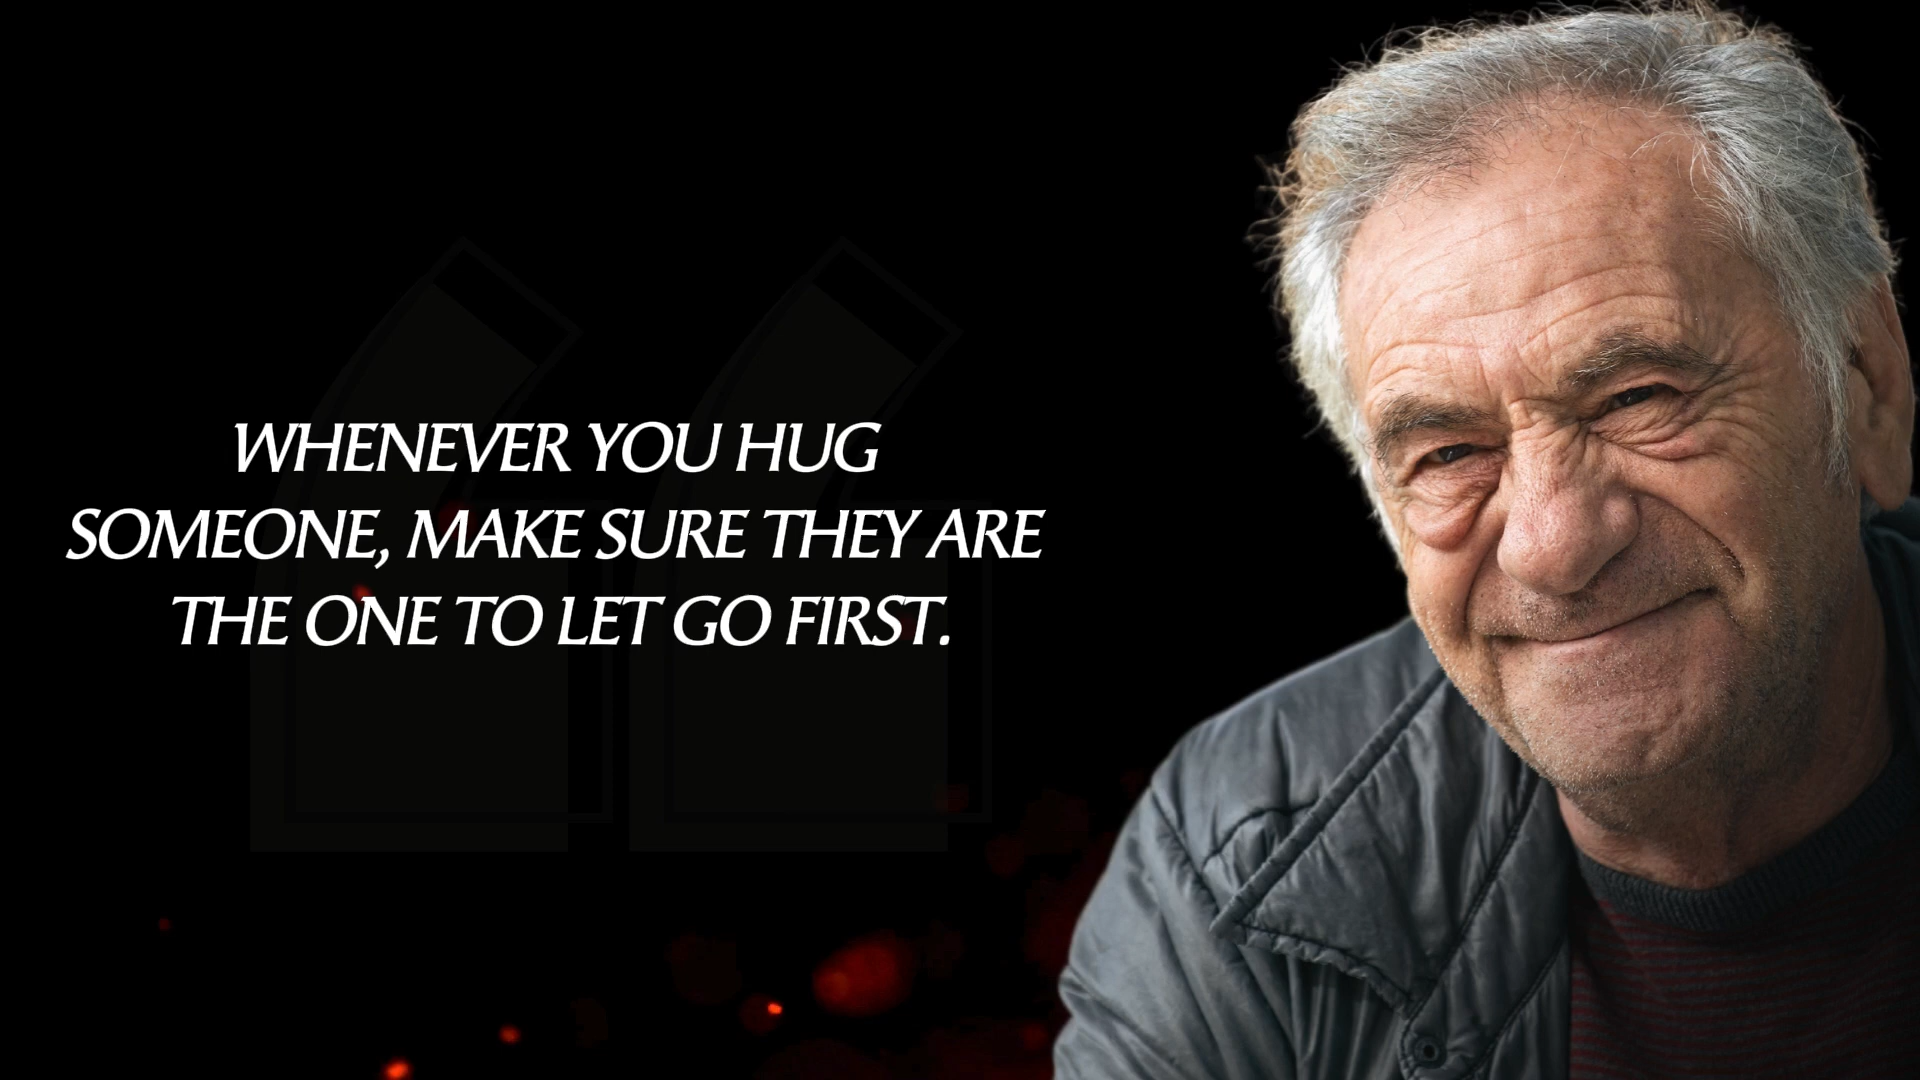 WHENEVER YOU HUG
SOMEONE, MAKE SURE THEY ARE
THE ONE TO LET GO FIRST.